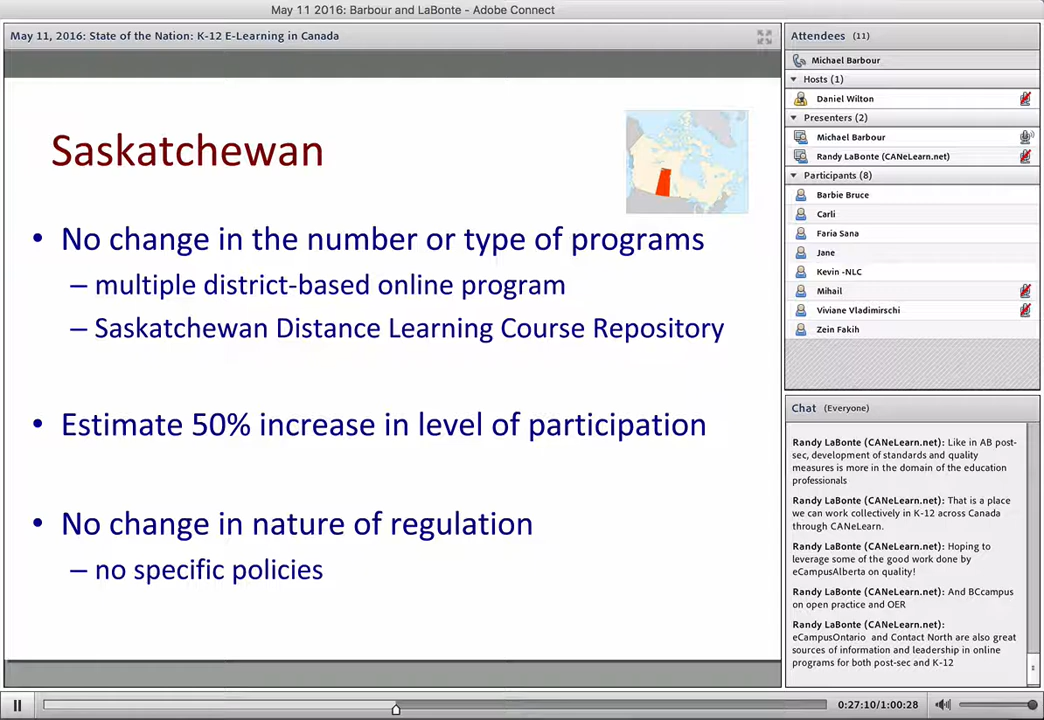 May 11 2016: Barbour and LaBonte - Adobe Connect
May 11, 2016: State of the Nation: K-12 E-Learning in Canada
Saskatchewan
• No change in the number or type of programs
– multiple district-based online program
– Saskatchewan Distance Learning Course Repository
• Estimate 50% increase in level of participation
• No change in nature of regulation
– no specific policies
Attendees (11)
Michael Barbour
Hosts (1)
Daniel Wilton
Presenters (2)
Michael Barbour
Randy LaBonte (CANeLearn.net)
Participants (8)
Barbie Bruce
Carli
Faria Sana
Jane
Kevin -NLC
Mihail
Viviane Vladimirschi
Zein Fakih
Chat (Everyone)
Randy LaBonte (CANeLearn.net): Like in AB post-
sec, development of standards and quality
measures is more in the domain of the education
professionals
Randy LaBonte (CANeLearn.net): That is a place
we can work collectively in K-12 across Canada
through CANeLearn.
Randy LaBonte (CANeLearn.net): Hoping to
leverage some of the good work done by
eCampusAlberta on quality!
Randy LaBonte (CANeLearn.net): And BCcampus
on open practice and OER
Randy LaBonte (CANeLearn.net):
eCampusOntario and Contact North are also great
sources of information and leadership in online
programs for both post-sec and K-12
0:27:10/1:00:28